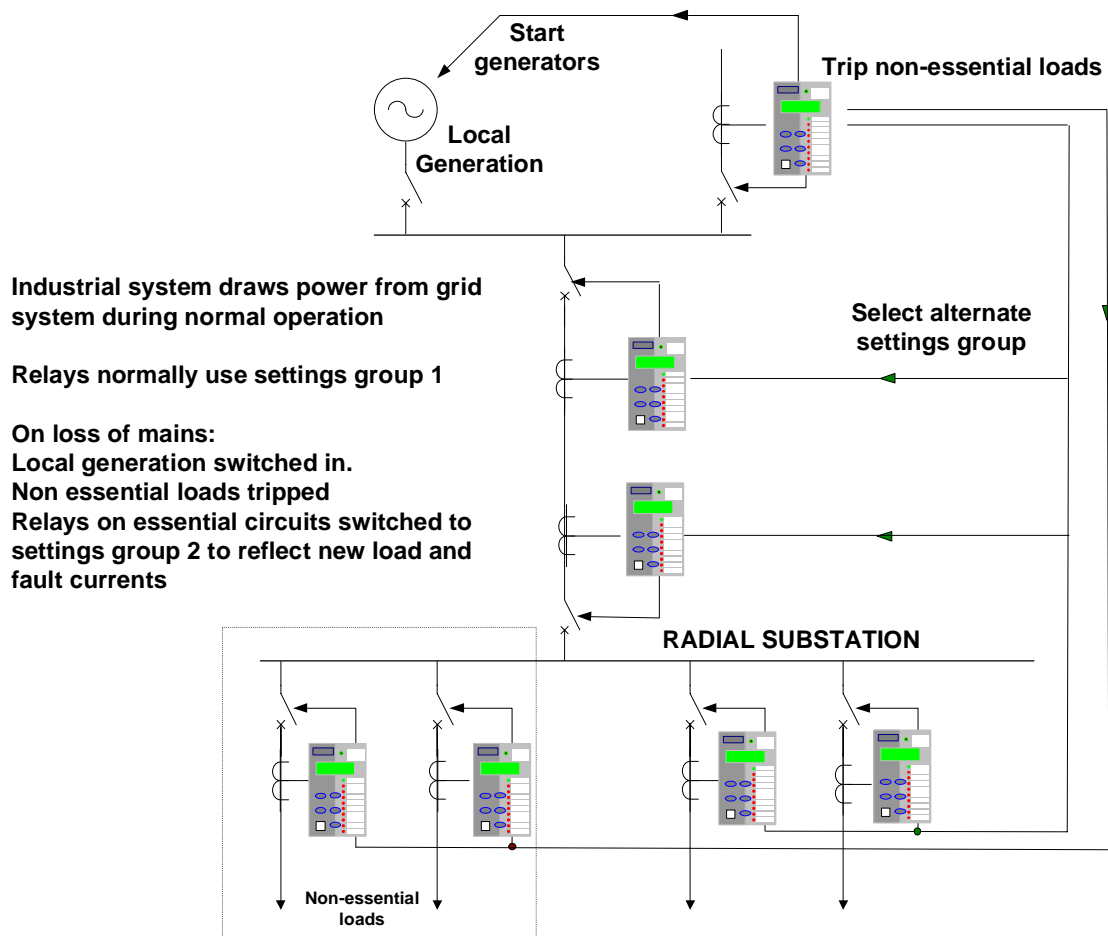 Start
generators
Trip non-essential loads
Local
Generation
Industrial system draws power from grid
system during normal operation
Relays normally use settings group 1
On loss of mains:
Local generation switched in.
Non essential loads tripped
Relays on essential circuits switched to
settings group 2 to reflect new load and
fault currents
Select alternate
settings group
RADIAL SUBSTATION
Non-essential
loads